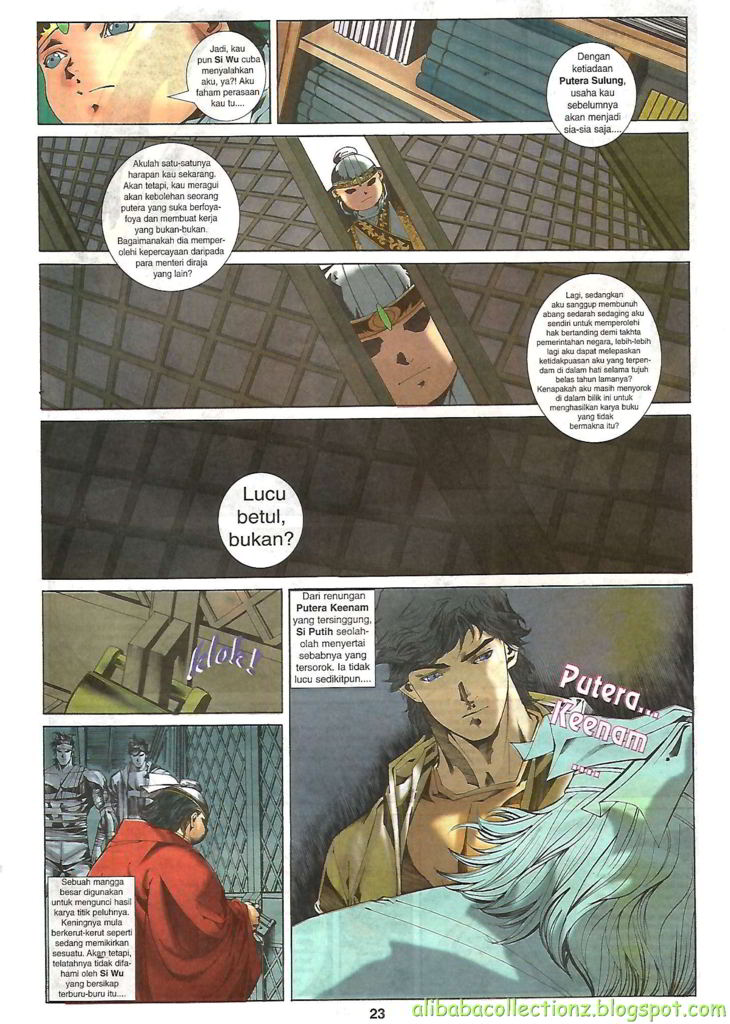 Jadi, kau
pun Si Wu cuba
menyalahkan
aku, ya?! Aku
faham perasaan
kau tu....
Dengan
ketiadaan
Putera Sulung,
usaha kau
sebelumnya
akan menjadi
sia-sia saja....
Akulah satu-satunya
harapan kau sekarang.
Akan tetapi, kau meragui
akan kebolehan seorang
putera yang suka berfoya-
foya dan membuat kerja
yang bukan-bukan.
Bagaimanakah dia memper-
olehi kepercayaan daripada
para menteri diraja
yang lain?
Lagi, sedangkan
aku sanggup membunuh
abang sedarah sedaging aku
sendiri untuk memperolehi
hak bertanding demi takhta
pemerintahan negara, lebih-lebih
lagi aku dapat melepaskan
ketidakpuasan aku yang terpen-
dam di dalam hati selama tujuh
belas tahun lamanya?
Kenapakah aku masih menyorok
di dalam bilik ini untuk
menghasilkan karya buku
yang tidak
bermakna itu?
Lucu
betul,
bukan?
klok!
Dari renungan
Putera Keenam
yang tersinggung,
Si Putih seolah-
olah menyertai
sebabnya yang
tersorok. Ia tidak
lucu sedikitpun....
Putera...
Keenam
....
Sebuah mangga
besar digunakan
untuk mengunci hasil
karya titik peluhnya.
Keningnya mula
berkerut-kerut seperti
sedang memikirkan
sesuatu. Akan tetapi,
telatahnya tidak difa-
hami oleh Si Wu
yang bersikap
terburu-buru itu....
23
alibabacollectionz.blogspot.com